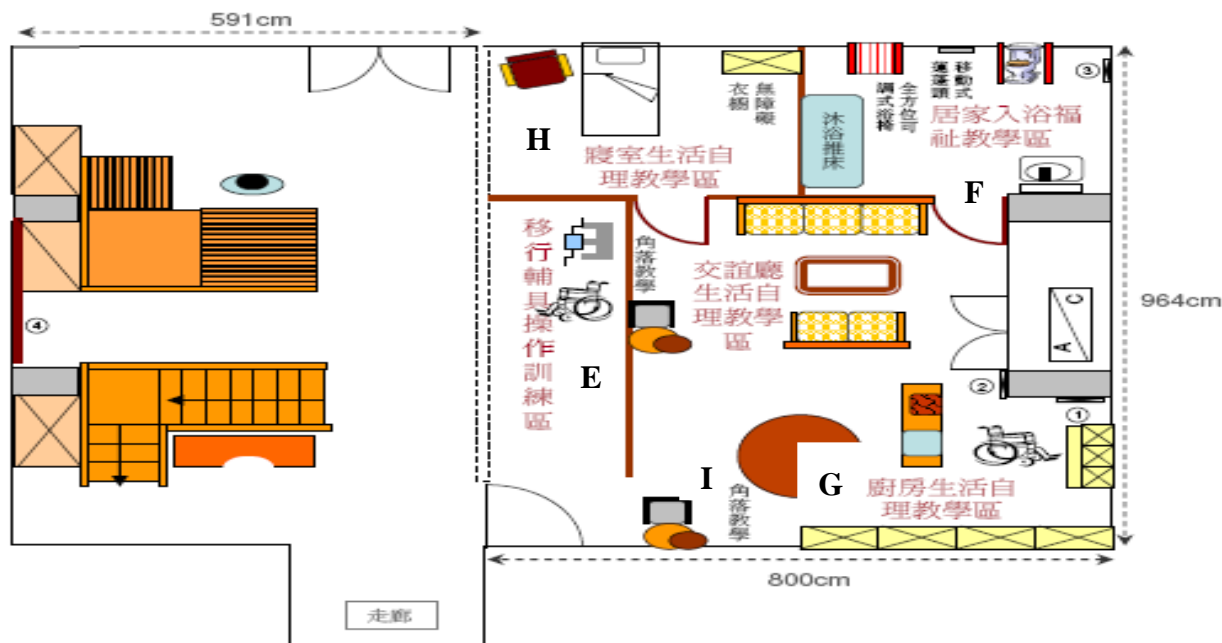 591cm
移動式
蓮蓬頭
③
全方位可
調式浴椅
無障礙
衣櫥
沐浴推床
居家入浴福
祉教學區
H
寢室生活自
理教學區
F
移行輔具操作訓練區
角落教學
交誼廳
生活自
理教學
區
964cm
④
A C
E
②
①
I
G
角落教學
廚房生活自
理教學區
800cm
走廊